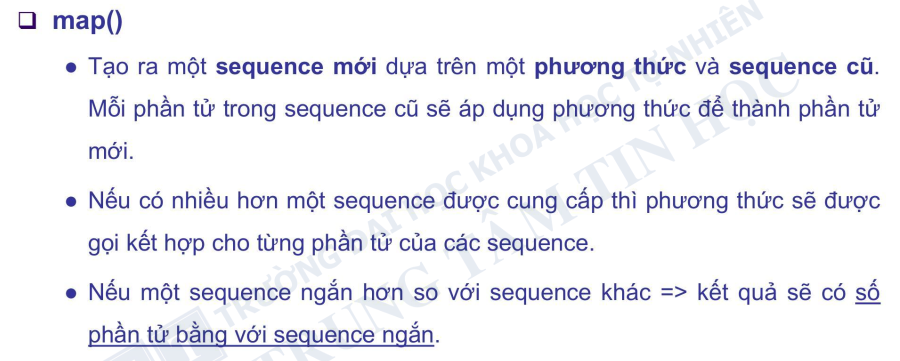 ❑ map()
● Tạo ra một sequence mới dựa trên một phương thức và sequence cũ.
Mỗi phần tử trong sequence cũ sẽ áp dụng phương thức để thành phần tử
mới.
● Nếu có nhiều hơn một sequence được cung cấp thì phương thức sẽ được
gọi kết hợp cho từng phần tử của các sequence.
● Nếu một sequence ngắn hơn so với sequence khác => kết quả sẽ có số
phần tử bằng với sequence ngắn.
TRƯỜNG ĐẠI HỌC KHOA HỌC TỰ NHIÊN
TRUNG TÂM TIN HỌC